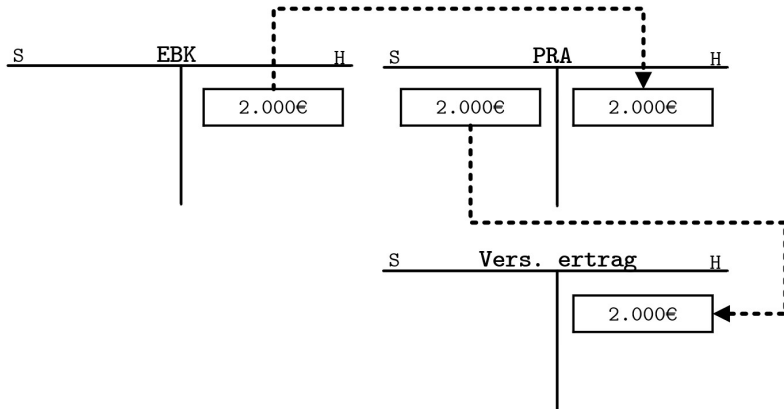 S EBK H
2.000€
S PRA H
2.000€ 2.000€
S Vers. ertrag H
2.000€